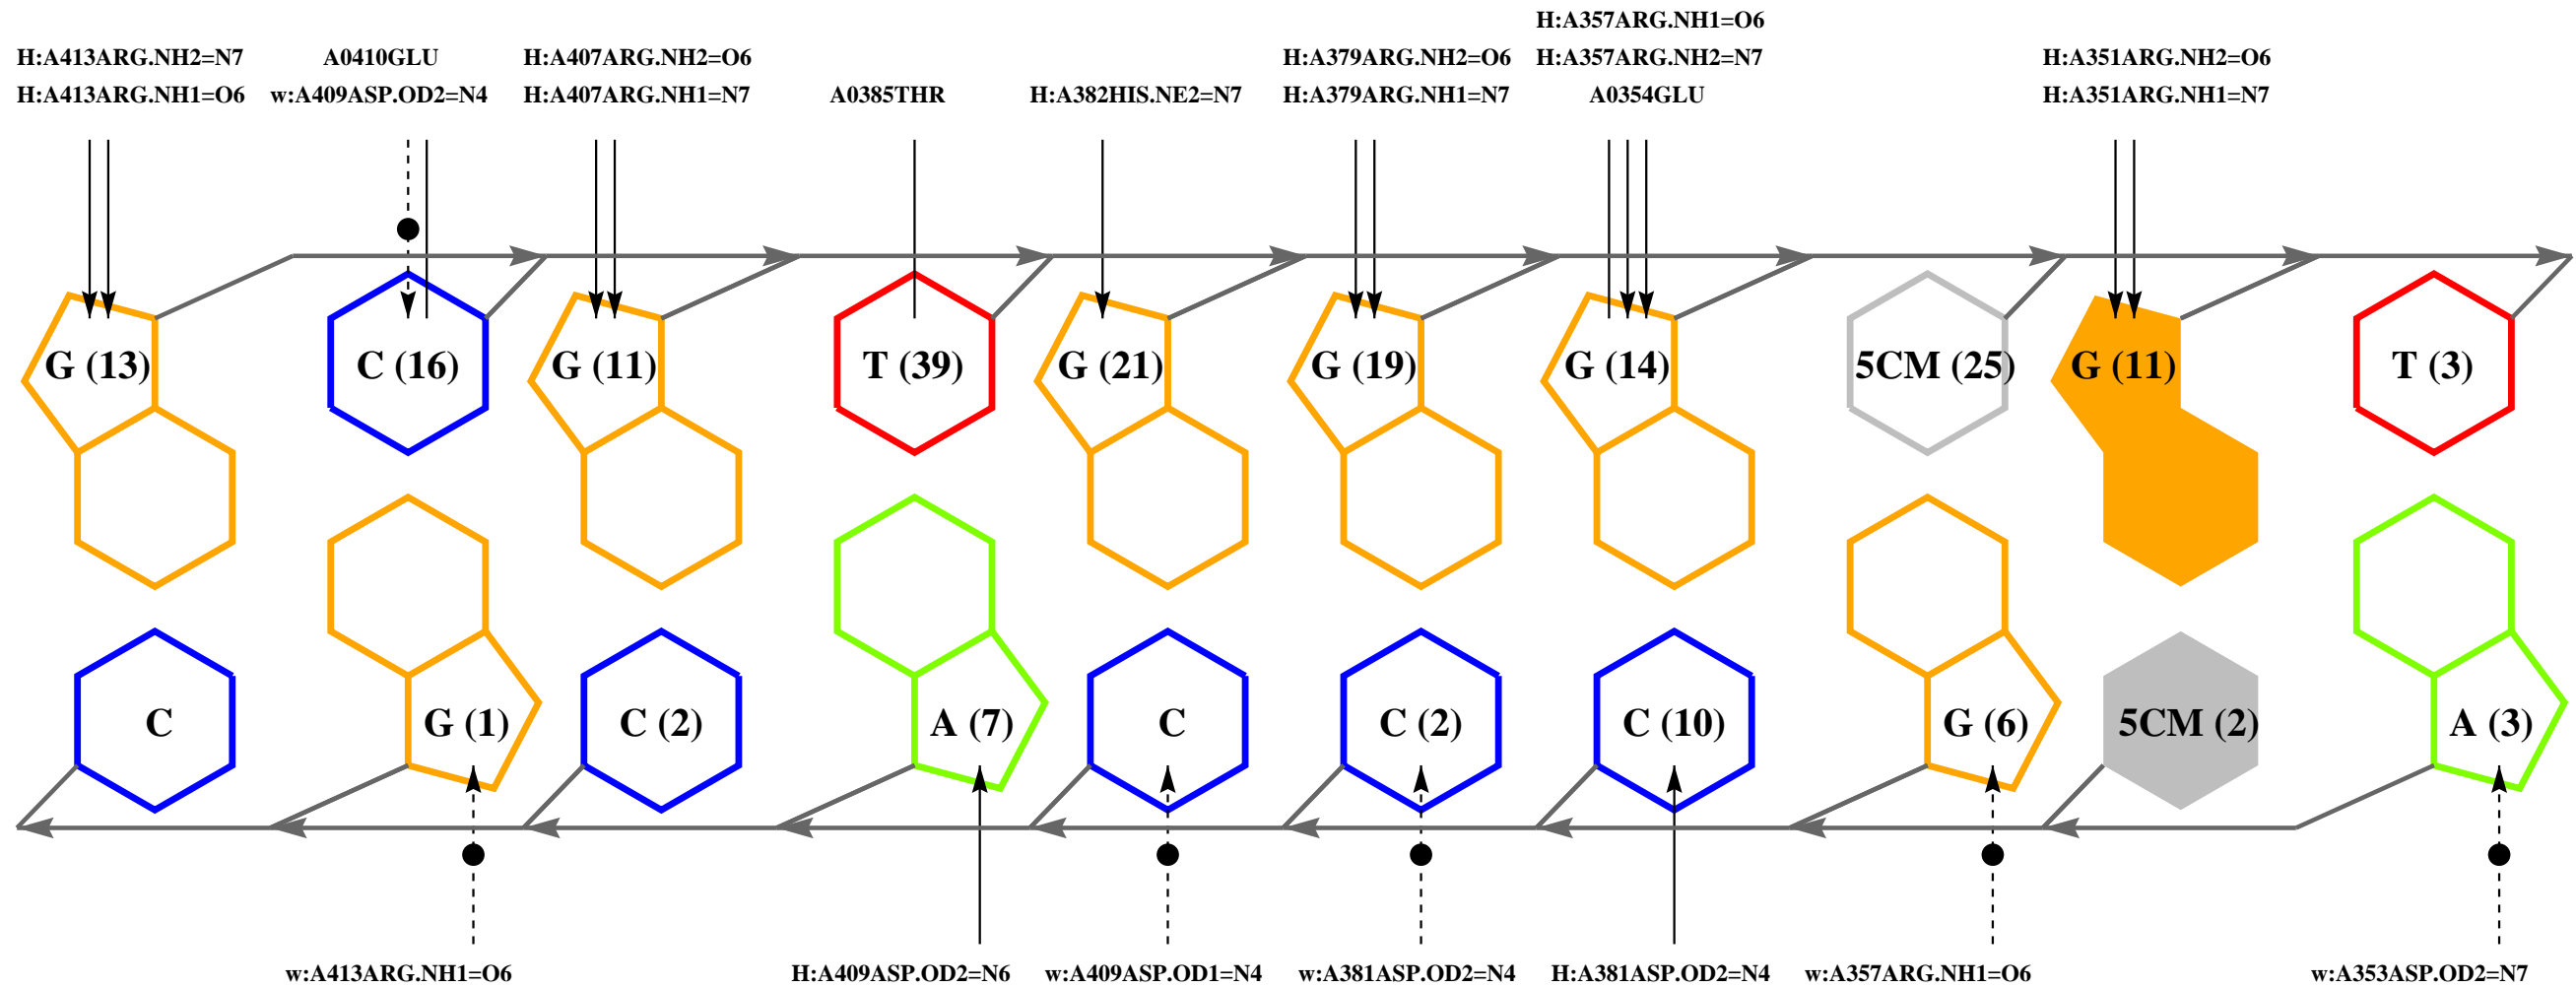 H:A357ARG.NH1=O6
H:A413ARG.NH2=N7 A0410GLU H:A407ARG.NH2=O6 H:A379ARG.NH2=O6 H:A357ARG.NH2=N7 H:A351ARG.NH2=O6
H:A413ARG.NH1=O6 w:A409ASP.OD2=N4 H:A407ARG.NH1=N7 A0385THR H:A382HIS.NE2=N7 H:A379ARG.NH1=N7 A0354GLU H:A351ARG.NH1=N7
G (13) C (16) G (11) T (39) G (21) G (19) G (14) 5CM (25) G (11) T (3)
C G (1) C (2) A (7) C C (2) C (10) G (6) 5CM (2) A (3)
w:A413ARG.NH1=O6 H:A409ASP.OD2=N6 w:A409ASP.OD1=N4 w:A381ASP.OD2=N4 H:A381ASP.OD2=N4 w:A357ARG.NH1=O6 w:A353ASP.OD2=N7